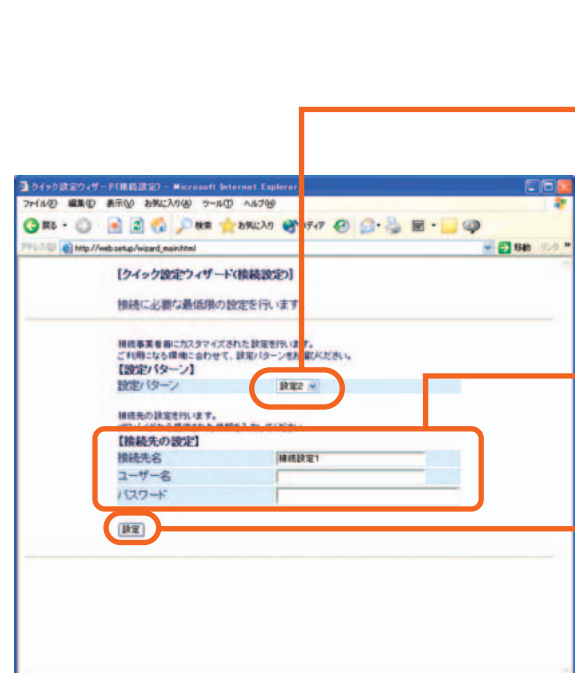 クイック設定ウィザード(接続設定) - Microsoft Internet Explorer
ファイル(F) 編集(E) 表示(V) お気に入り(A) ツール(T) ヘルプ(H)
戻る 検索 お気に入り
アドレス(D) http://web.setup/wizard_main.html 移動 リンク
【クイック設定ウィザード(接続設定)】
接続に必要な最低限の設定を行います
接続事業者毎にカスタマイズされた設定を行います。
ご利用になる環境に合わせて、設定パターンをお選びください。
【設定パターン】
設定パターン 設定2
接続先の設定を行います。
【接続先の設定】
接続先名 接続設定1
ユーザー名
パスワード
設定